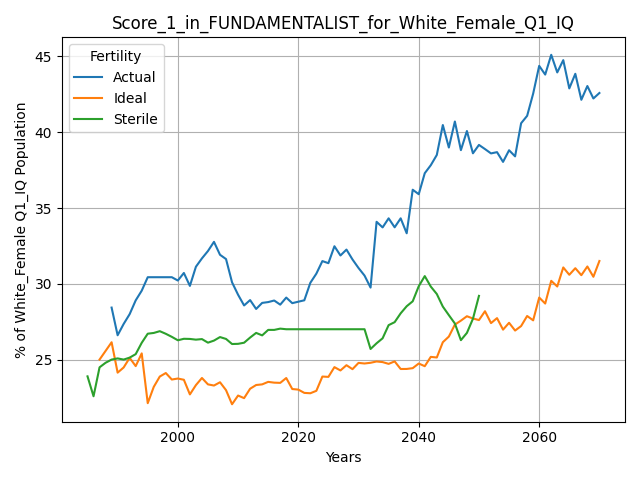 Score_1_in_FUNDAMENTALIST_for_White_Female_Q1_IQ
Fertility
Actual
Ideal
Sterile
% of White_Female Q1_IQ Population
45
40
35
30
25
2000
2020
2040
2060
Years